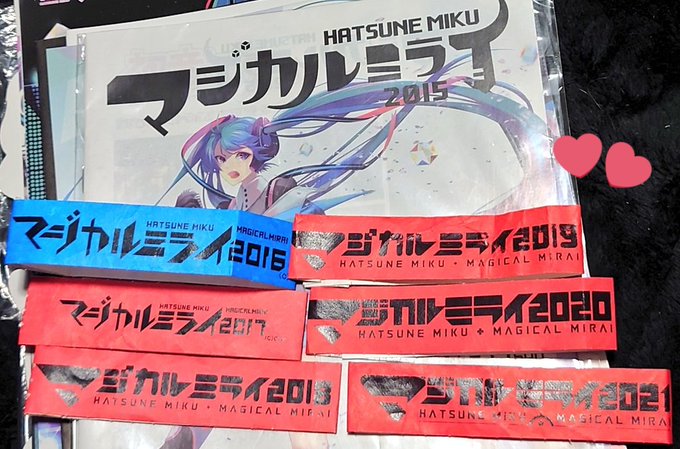 HATSUNE MIKU
マジカルミライ
2015
HATSUNE MIKU MAGICALMIRAI
マジカルミライ2016
マジカルミライ2019
HATSUNE MIKU + MAGICAL MIRAI
HATSUNE MIKU MAGICALMIRAI
マジカルミライ2017
マジカルミライ2020
HATSUNE MIKU + MAGICAL MIRAI
マジカルミライ2018
HATSUNE MIKU + MAGICAL MIRAI
マジカルミライ2021
HATSUNE MIKU MAGICAL MIRAI